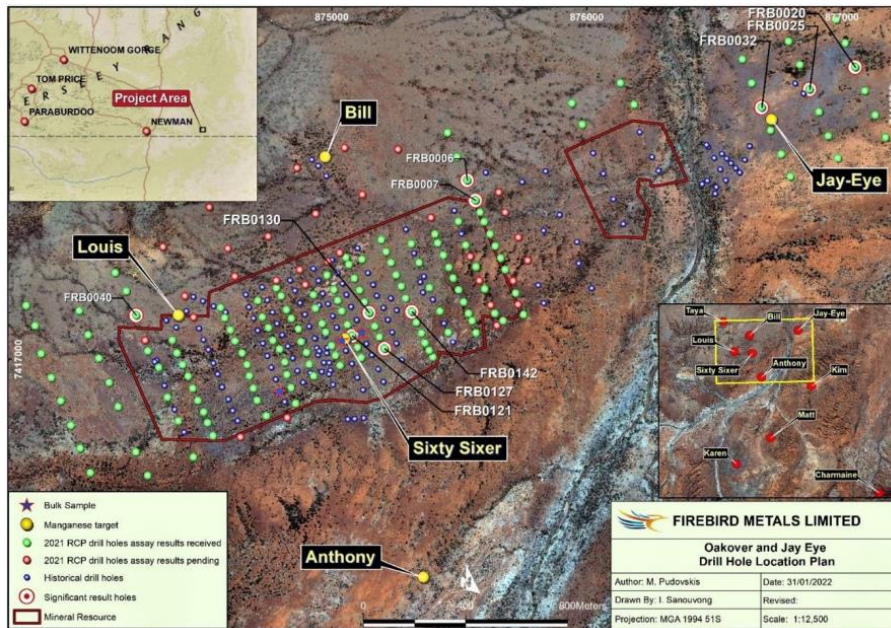 875000
876000
877000
FRB0020
FRB0025
FRB0032
WITTENOOM GORGE
TOM PRICE
PARABURDOO
NEWMAN
Project Area
Bill
FRB0006
FRB0007
FRB0130
Jay-Eye
Louis
FRB0040
7417000
FRB0142
FRB0127
FRB0121
Sixty Sixer
Anthony
Taya
Bill
Jay-Eye
Louis
Sixty Sixer
Anthony
Kim
Matt
Karen
Charmaine
Bulk Sample
Manganese target
2021 RCP drill holes assay results received
2021 RCP drill holes assay results pending
Historical drill holes
Significant result holes
Mineral Resource
0 400 800Meters
FIREBIRD METALS LIMITED
Oakover and Jay Eye
Drill Hole Location Plan
Author: M. Pudovskis
Date: 31/01/2022
Drawn By: I. Sanouvong
Revised:
Projection: MGA 1994 51S
Scale: 1:12,500